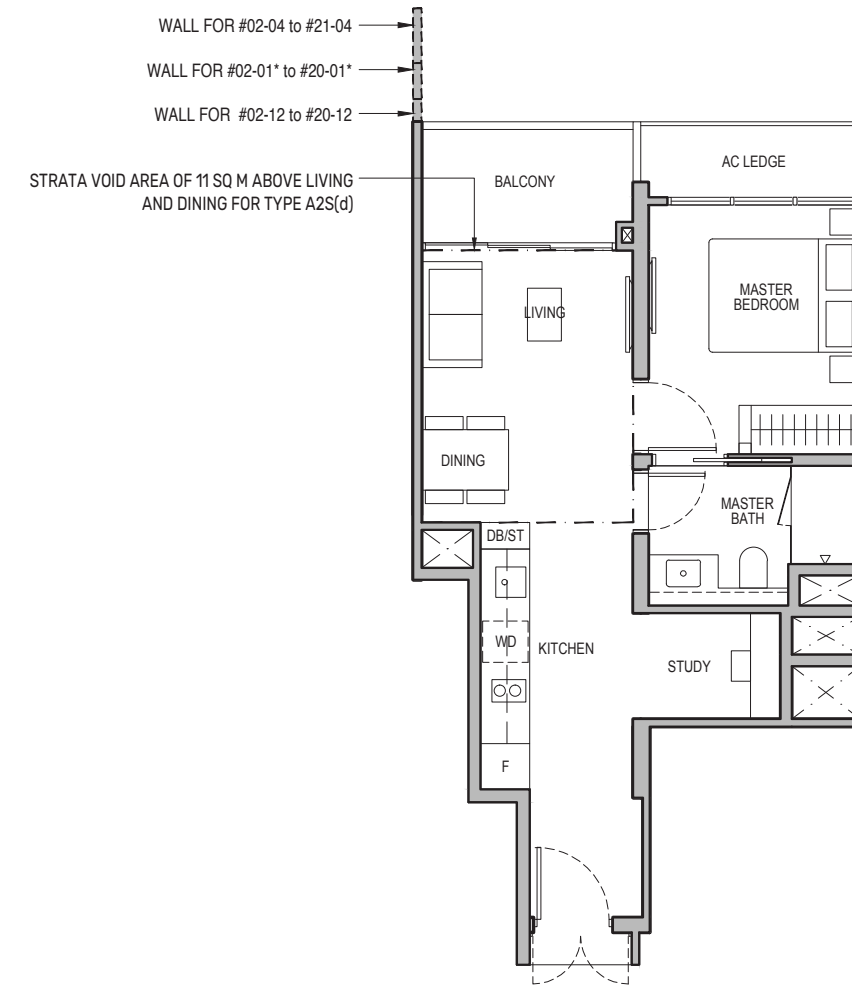 WALL FOR #02-04 to #21-04
WALL FOR #02-01* to #20-01*
WALL FOR #02-12 to #20-12
STRATA VOID AREA OF 11 SQ M ABOVE LIVING
AND DINING FOR TYPE A2S(d)
BALCONY
AC LEDGE
LIVING
MASTER
BEDROOM
DINING
MASTER
BATH
DB/ST
WD
KITCHEN
STUDY
F